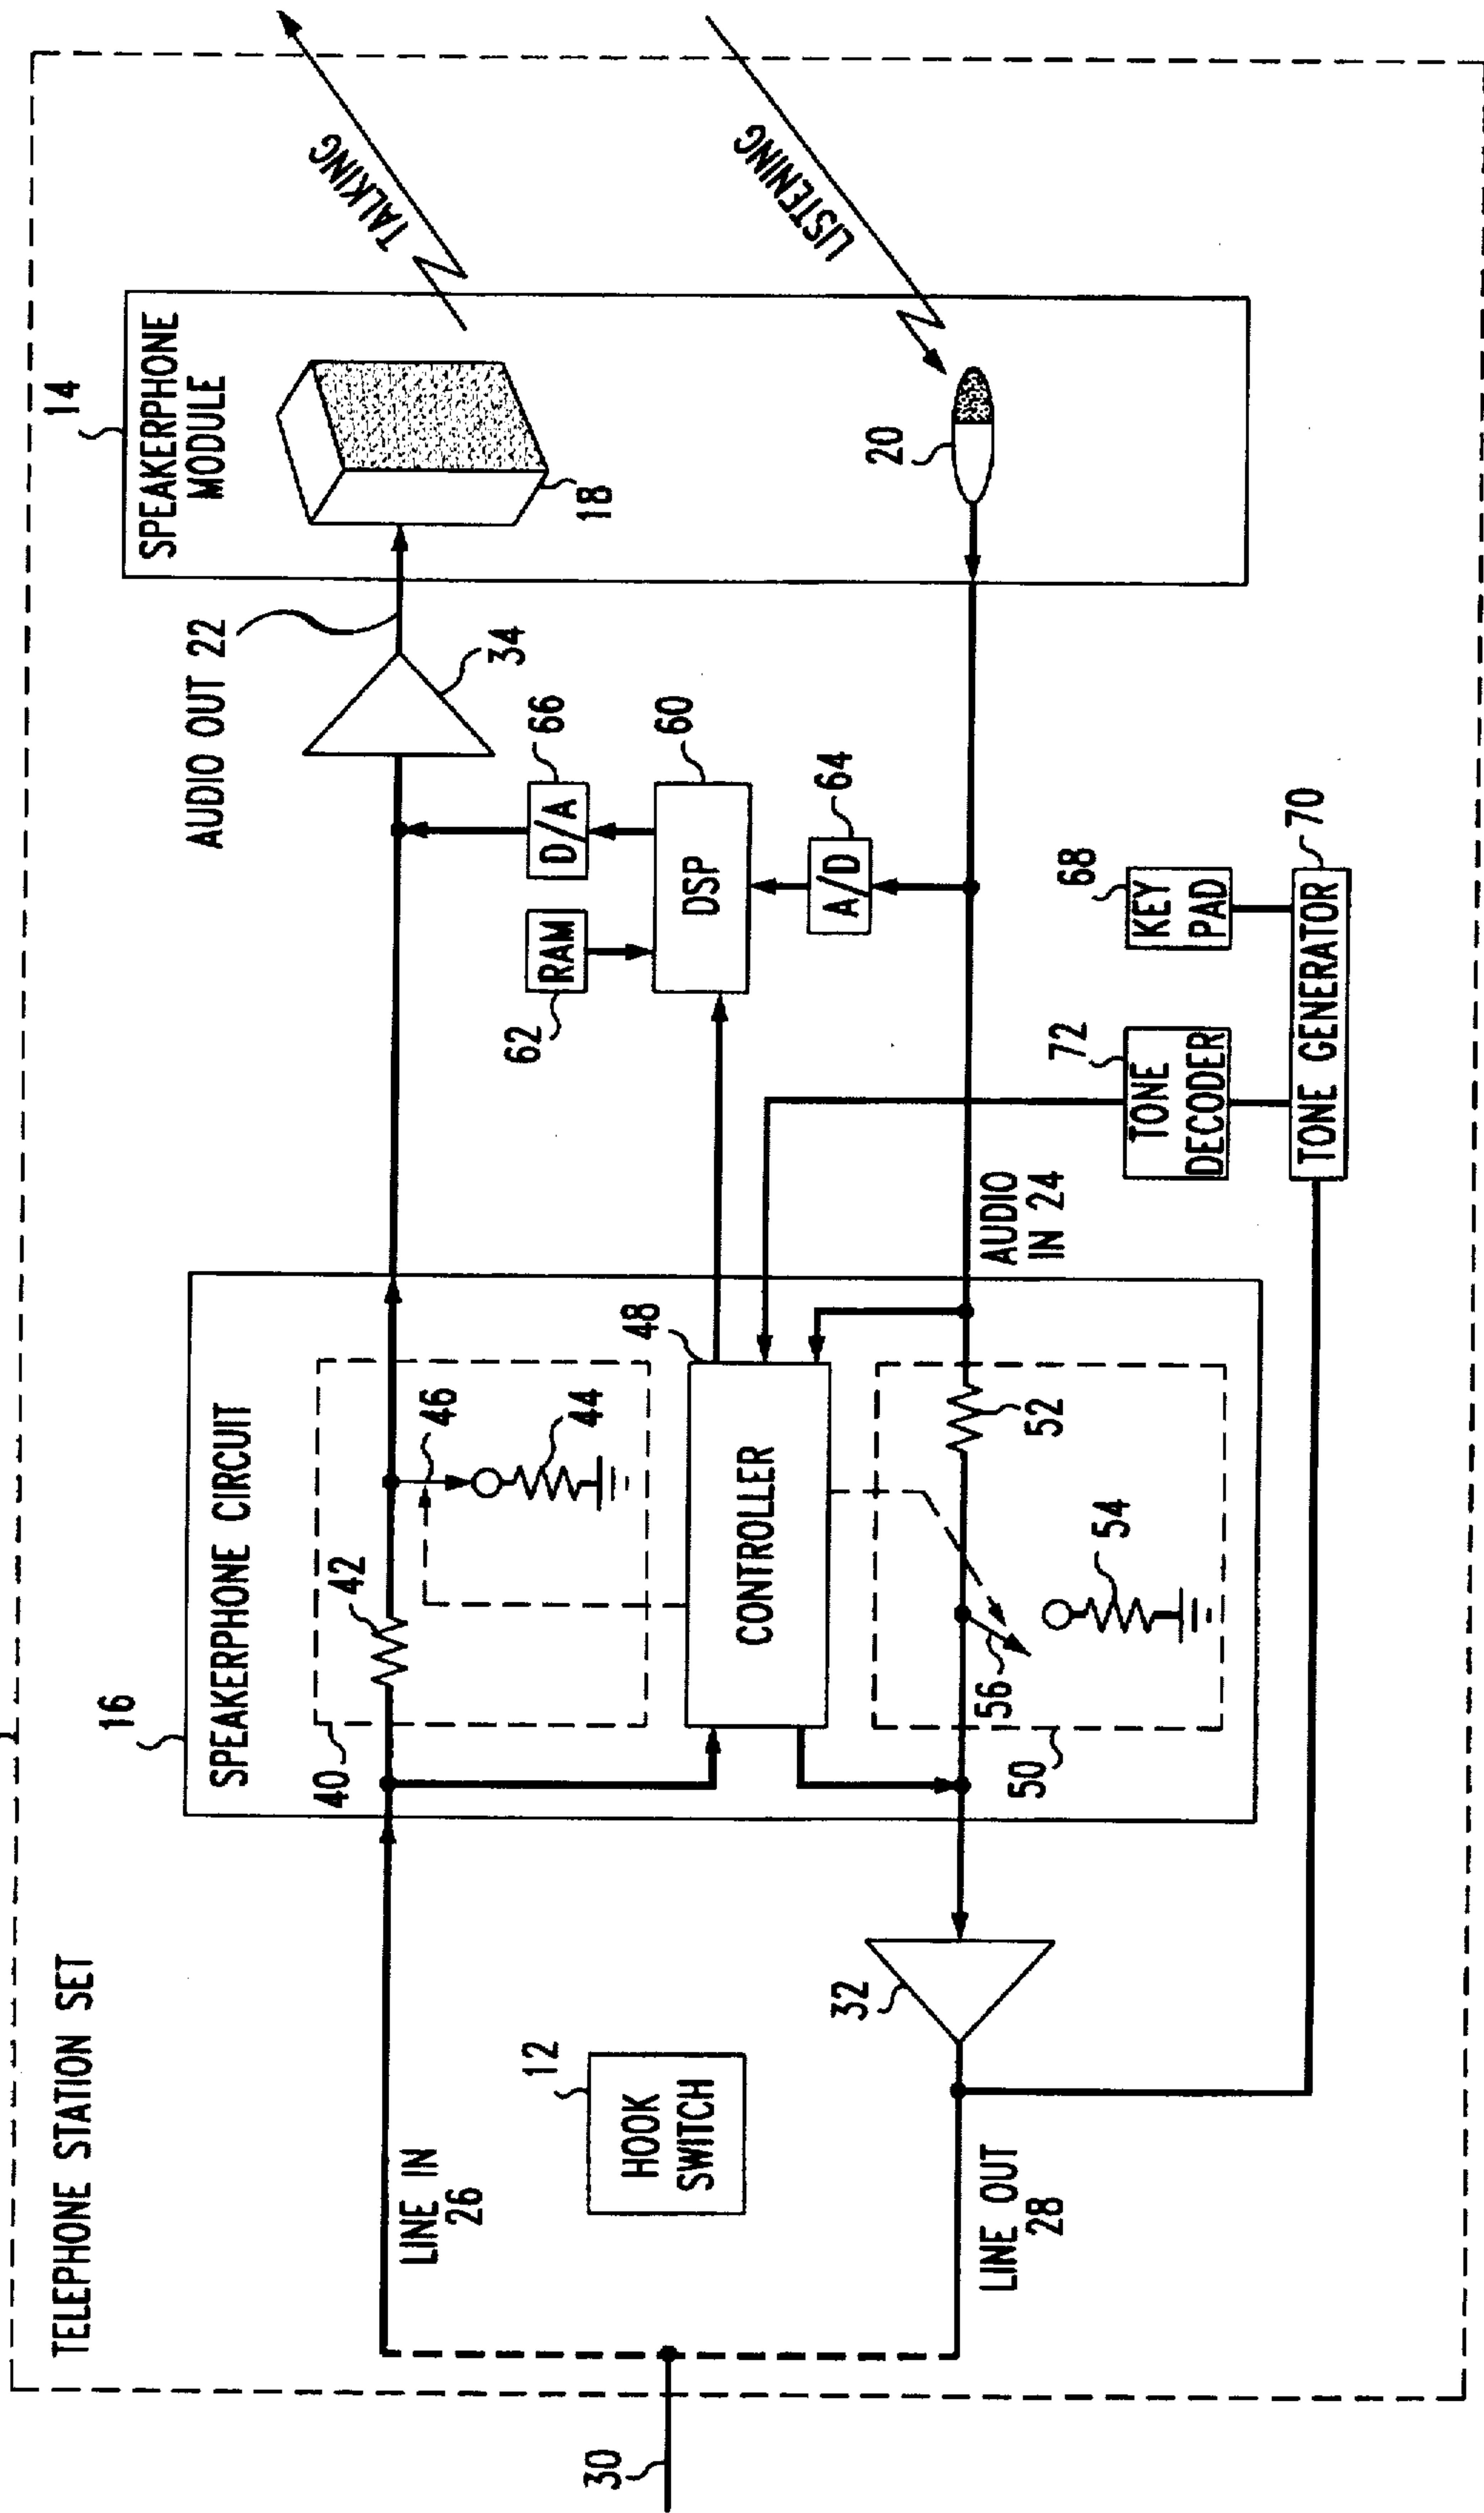 TELEPHONE STATION SET
16
SPEAKERPHONE CIRCUIT
14
SPEAKERPHONE
MODULE
TALKING
LISTENING
18
20
AUDIO OUT 22
34
66
D/A
RAM
62
60
DSP
64
A/D
40
42
46
44
48
CONTROLLER
50
52
54
56
AUDIO
IN 24
68
KEY
PAD
72
TONE
DECODER
70
TONE GENERATOR
LINE IN
26
12
HOOK
SWITCH
32
LINE OUT
28
30